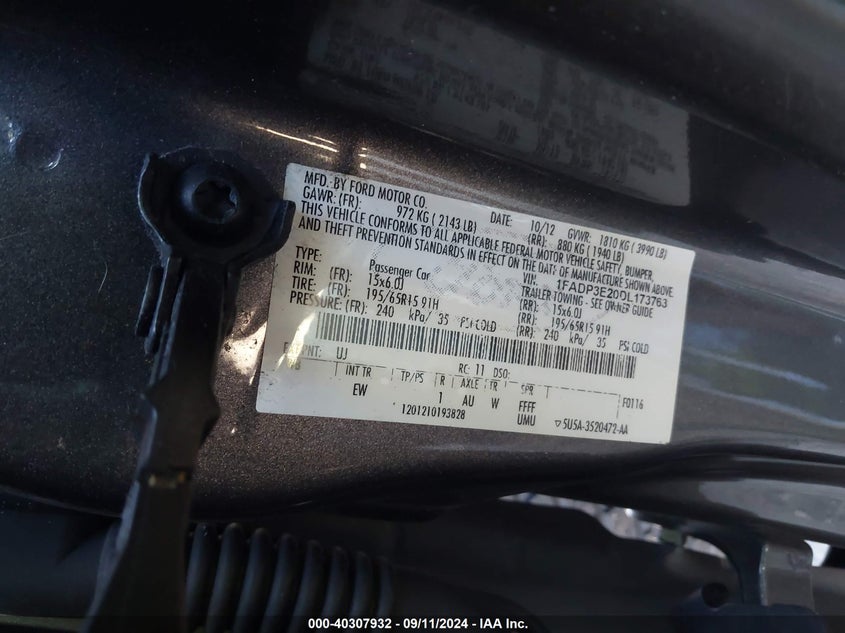 MFD. BY FORD MOTOR CO.
DATE: 10/12 GVWR: 1810 KG ( 3990 LB)
GAWR: (FR): 972 KG ( 2143 LB) (RR): 880 KG ( 1940 LB)
THIS VEHICLE CONFORMS TO ALL APPLICABLE FEDERAL MOTOR VEHICLE SAFETY, BUMPER,
AND THEFT PREVENTION STANDARDS IN EFFECT ON THE DATE OF MANUFACTURE SHOWN ABOVE
VIN: 1FADP3E20DL173763
TYPE: Passenger Car TRAILER TOWING - SEE OWNER GUIDE
RIM: (FR): 15x6.0J (RR): 15x6.0J
TIRE: (FR): 195/65R15 91H (RR): 195/65R15 91H
PRESSURE: (FR): 240 kPa/ 35 PSI COLD (RR): 240 kPa/ 35 PSI COLD
PNT: UJ RC: 11 DSO: F0116
INT TR TP/PS R AXLE TR SPR
EW 1 AU W FFFF
1201210193828 UMU 5U5A-3520472-AA
000-40307932 - 09/11/2024 - IAA Inc.